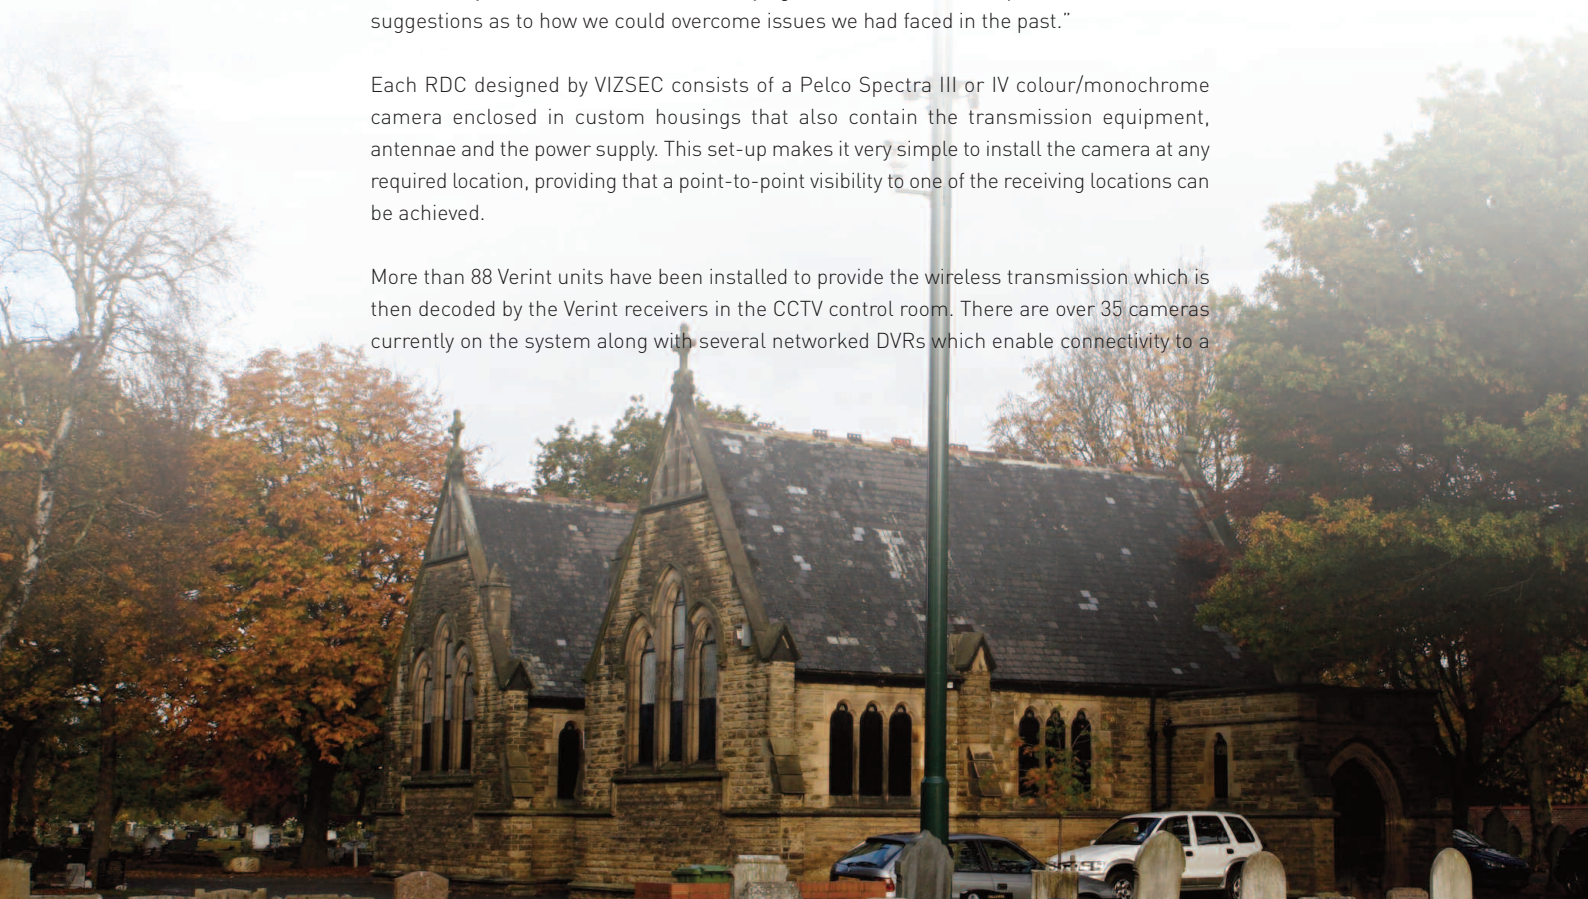 suggestions as to how we could overcome issues we had faced in the past.”
Each RDC designed by VIZSEC consists of a Pelco Spectra III or IV colour/monochrome
camera enclosed in custom housings that also contain the transmission equipment,
antennae and the power supply. This set-up makes it very simple to install the camera at any
required location, providing that a point-to-point visibility to one of the receiving locations can
be achieved.
More than 88 Verint units have been installed to provide the wireless transmission which is
then decoded by the Verint receivers in the CCTV control room. There are over 35 cameras
currently on the system along with several networked DVRs which enable connectivity to a